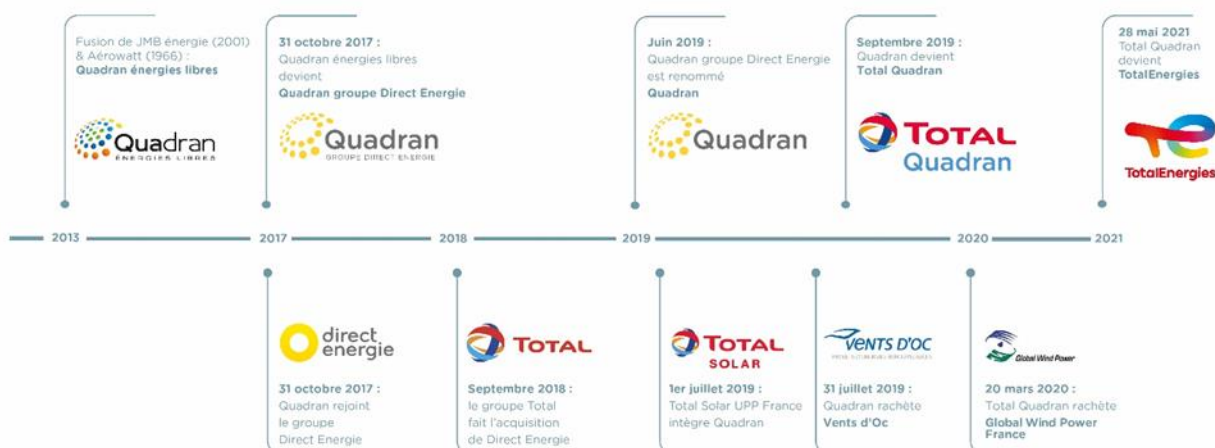 Fusion de JMB énergie (2001)
& Aérowatt (1966) :
Quadran énergies libres
Quadran
ÉNERGIES LIBRES
31 octobre 2017 :
Quadran énergies libres
devient
Quadran groupe Direct Energie
Quadran
GROUPE DIRECT ENERGIE
Juin 2019 :
Quadran groupe Direct Energie
est renommé
Quadran
Quadran
Septembre 2019 :
Quadran devient
Total Quadran
TOTAL
Quadran
28 mai 2021
Total Quadran
devient
TotalEnergies
TotalEnergies
2013
2017
2018
2019
2020
2021
direct
energie
31 octobre 2017 :
Quadran rejoint
le groupe
Direct Energie
TOTAL
Septembre 2018 :
le groupe Total
fait l'acquisition
de Direct Energie
TOTAL
SOLAR
1er juillet 2019 :
Total Solar UPP France
intègre Quadran
VENTS D'OC
31 juillet 2019 :
Quadran rachète
Vents d'Oc
Global Wind Power
20 mars 2020 :
Total Quadran rachète
Global Wind Power
France